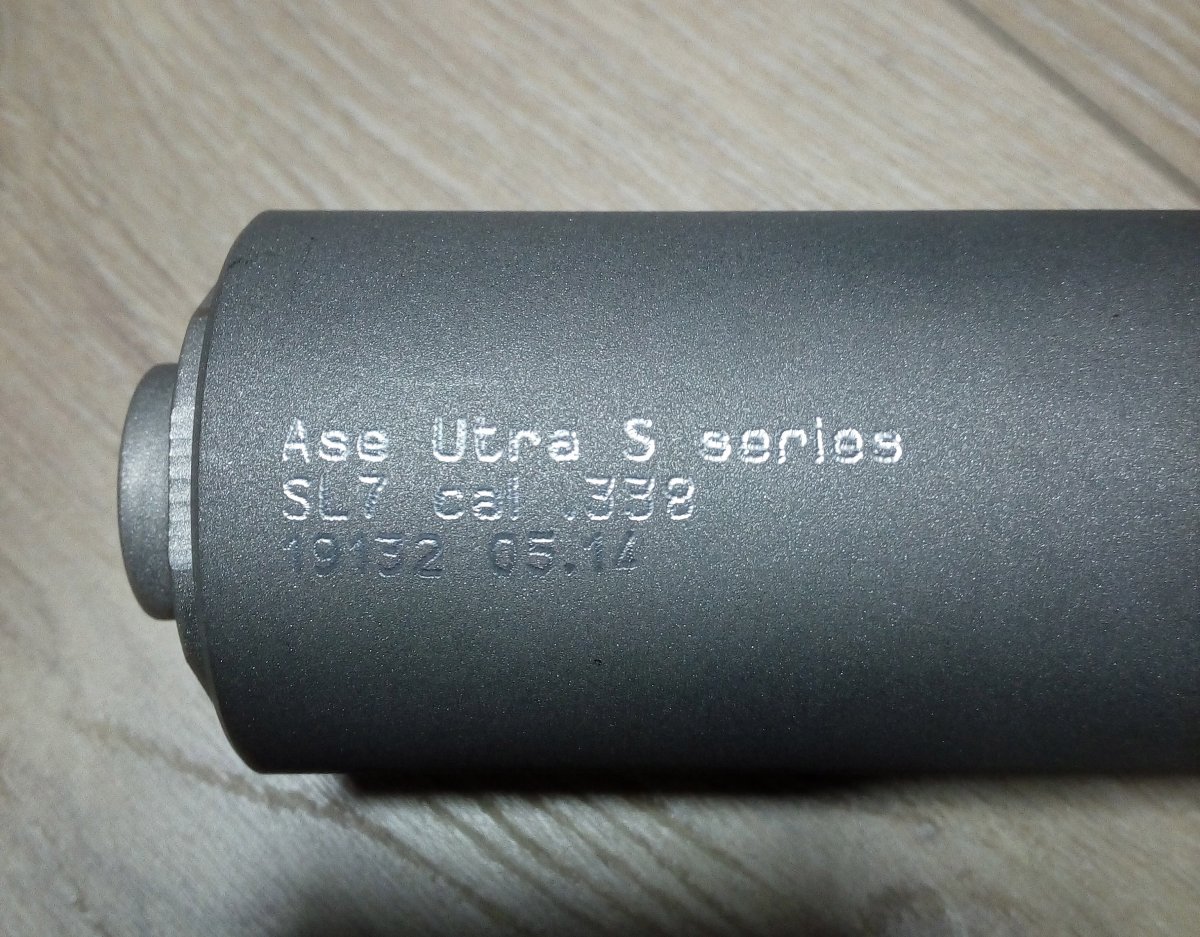 Ase Utra S series
SL7 cal .338
19132 05.14